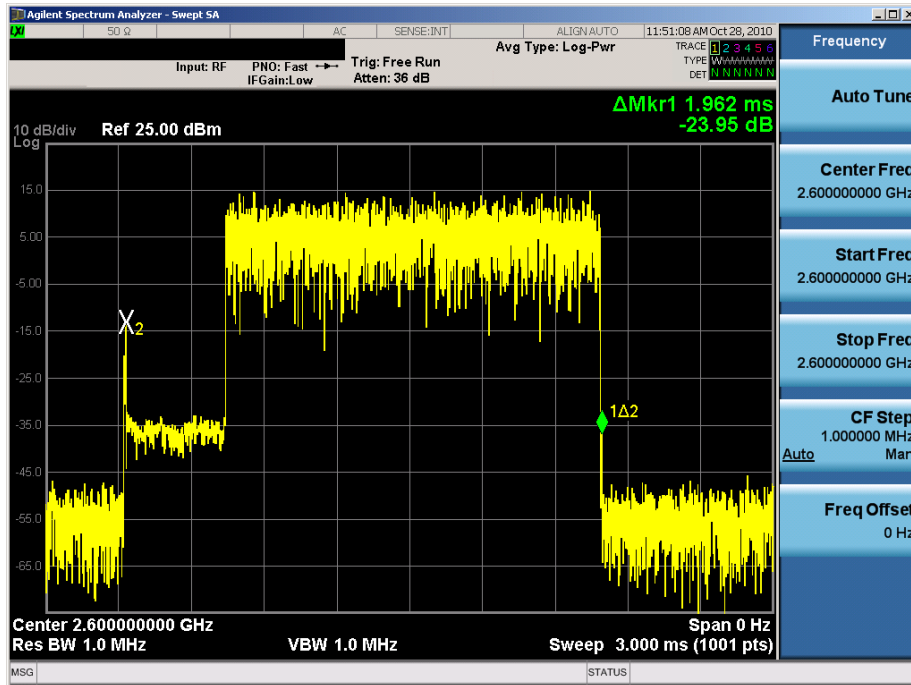 Agilent Spectrum Analyzer - Swept SA
LXI 50 Ω AC SENSE:INT ALIGN AUTO 11:51:08 AM Oct 28, 2010
Frequency
Avg Type: Log-Pwr TRACE 1 2 3 4 5 6
Input: RF PNO: Fast Trig: Free Run TYPE W
IFGain:Low Atten: 36 dB DET N N N N N N
Auto Tune
ΔMkr1 1.962 ms
10 dB/div Ref 25.00 dBm -23.95 dB
Log
Center Freq
2.600000000 GHz
15.0
5.00
Start Freq
2.600000000 GHz
-5.00
-15.0
X2
Stop Freq
2.600000000 GHz
-25.0
1Δ2
-35.0
CF Step
1.000000 MHz
Auto Man
-45.0
-55.0
Freq Offset
0 Hz
-65.0
Center 2.600000000 GHz Span 0 Hz
Res BW 1.0 MHz VBW 1.0 MHz Sweep 3.000 ms (1001 pts)
MSG STATUS